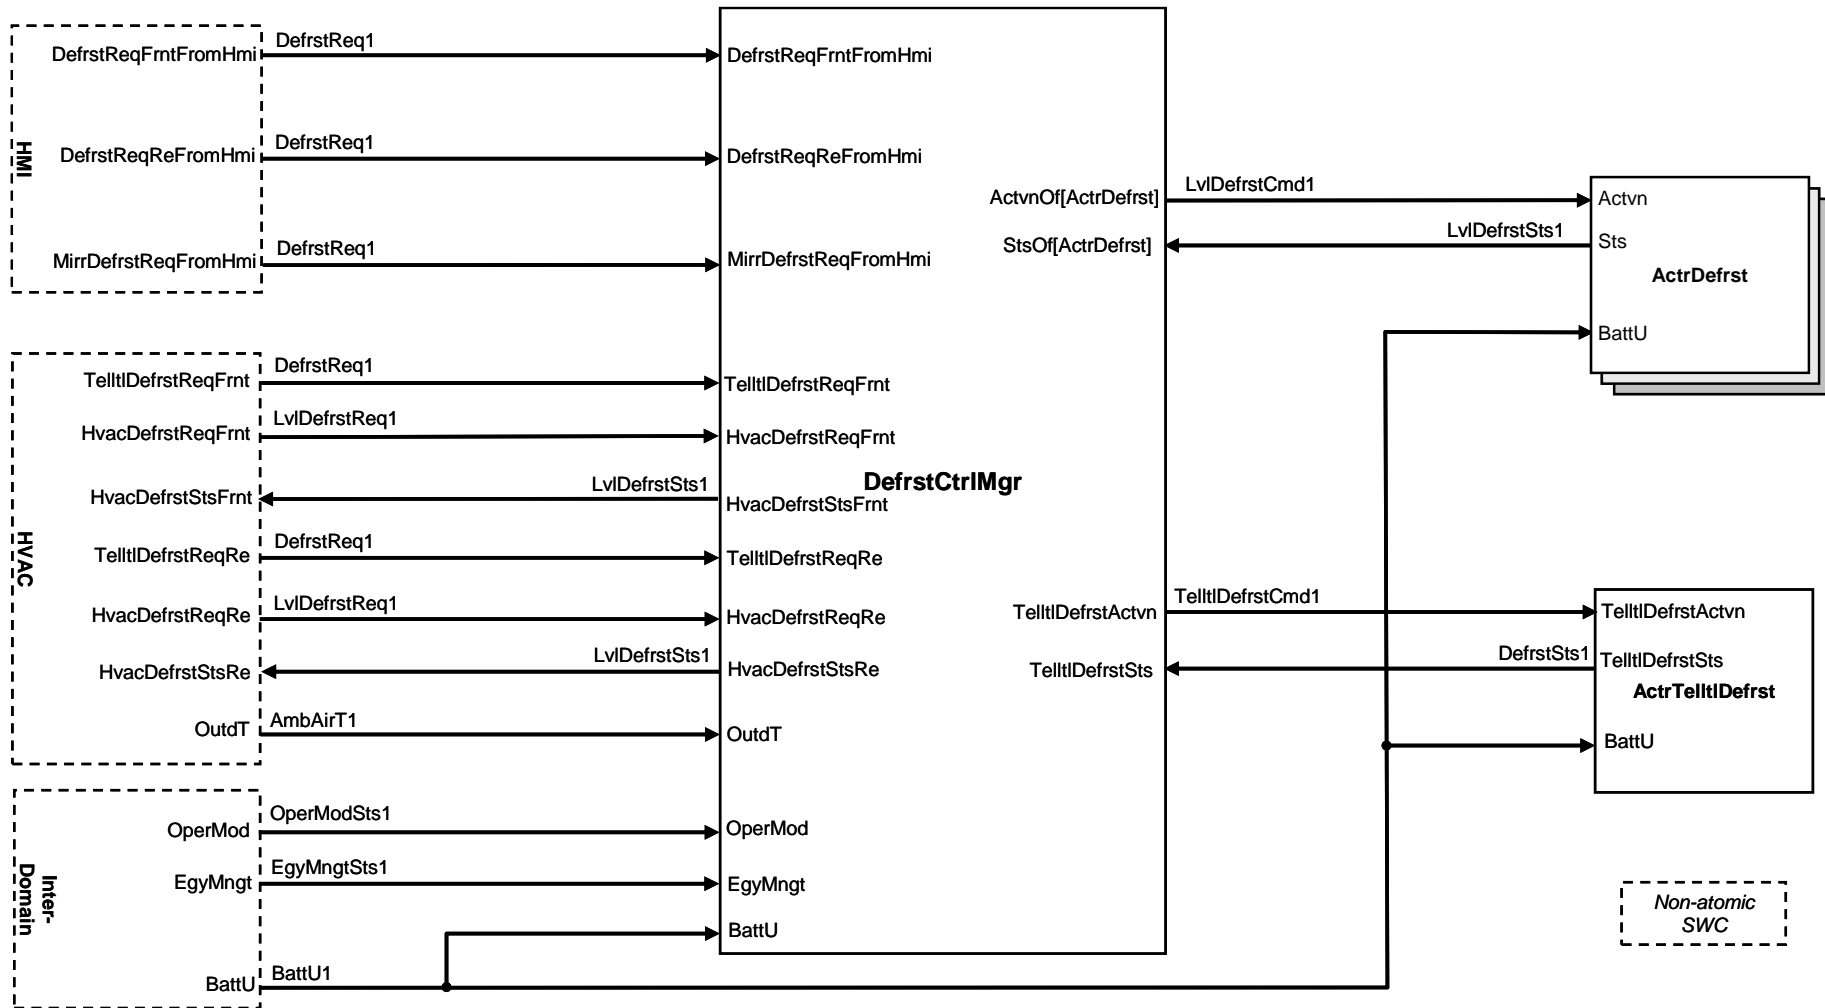 HMI
DefrstReqFrntFromHmi
DefrstReq1
DefrstReqFrntFromHmi
DefrstReqReFromHmi
DefrstReq1
DefrstReqReFromHmi
MirrDefrstReqFromHmi
DefrstReq1
MirrDefrstReqFromHmi
HVAC
TelltlDefrstReqFrnt
DefrstReq1
TelltlDefrstReqFrnt
HvacDefrstReqFrnt
LvlDefrstReq1
HvacDefrstReqFrnt
HvacDefrstStsFrnt
LvlDefrstSts1
HvacDefrstStsFrnt
TelltlDefrstReqRe
DefrstReq1
TelltlDefrstReqRe
HvacDefrstReqRe
LvlDefrstReq1
HvacDefrstReqRe
HvacDefrstStsRe
LvlDefrstSts1
HvacDefrstStsRe
OutdT
AmbAirT1
OutdT
Inter-
Domain
OperMod
OperModSts1
OperMod
EgyMngt
EgyMngtSts1
EgyMngt
BattU
BattU1
BattU
DefrstCtrlMgr
ActvnOf[ActrDefrst]
LvlDefrstCmd1
Actvn
StsOf[ActrDefrst]
LvlDefrstSts1
Sts
ActrDefrst
BattU
TelltlDefrstActvn
TelltlDefrstCmd1
TelltlDefrstActvn
TelltlDefrstSts
DefrstSts1
TelltlDefrstSts
ActrTelltlDefrst
BattU
Non-atomic
SWC